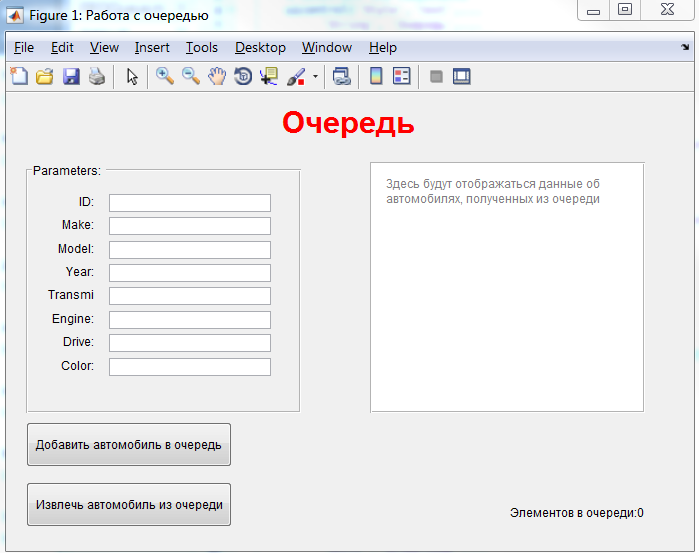 Figure 1: Работа с очередью
File Edit View Insert Tools Desktop Window Help
Очередь
Parameters:
ID:
Make:
Model:
Year:
Transmi
Engine:
Drive:
Color:
Здесь будут отображаться данные об
автомобилях, полученных из очереди
Добавить автомобиль в очередь
Извлечь автомобиль из очереди
Элементов в очереди:0